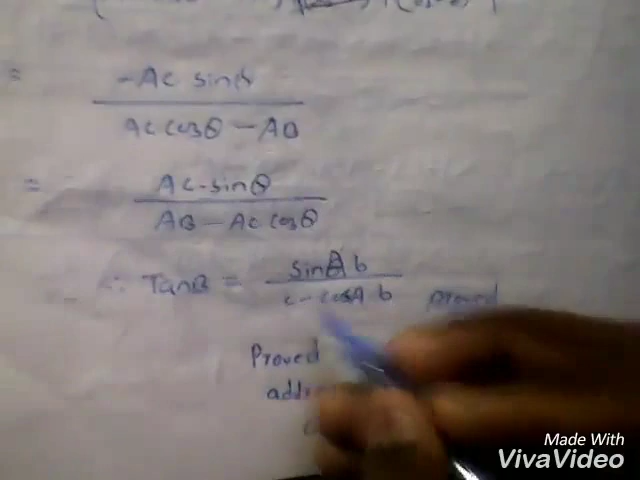 =
-AC sinθ
AC cosθ - AB
=
AC·sinθ
AB - AC cosθ
∴ TanB = sinA b
c - cosA b proved
Proved
Made With
VivaVideo